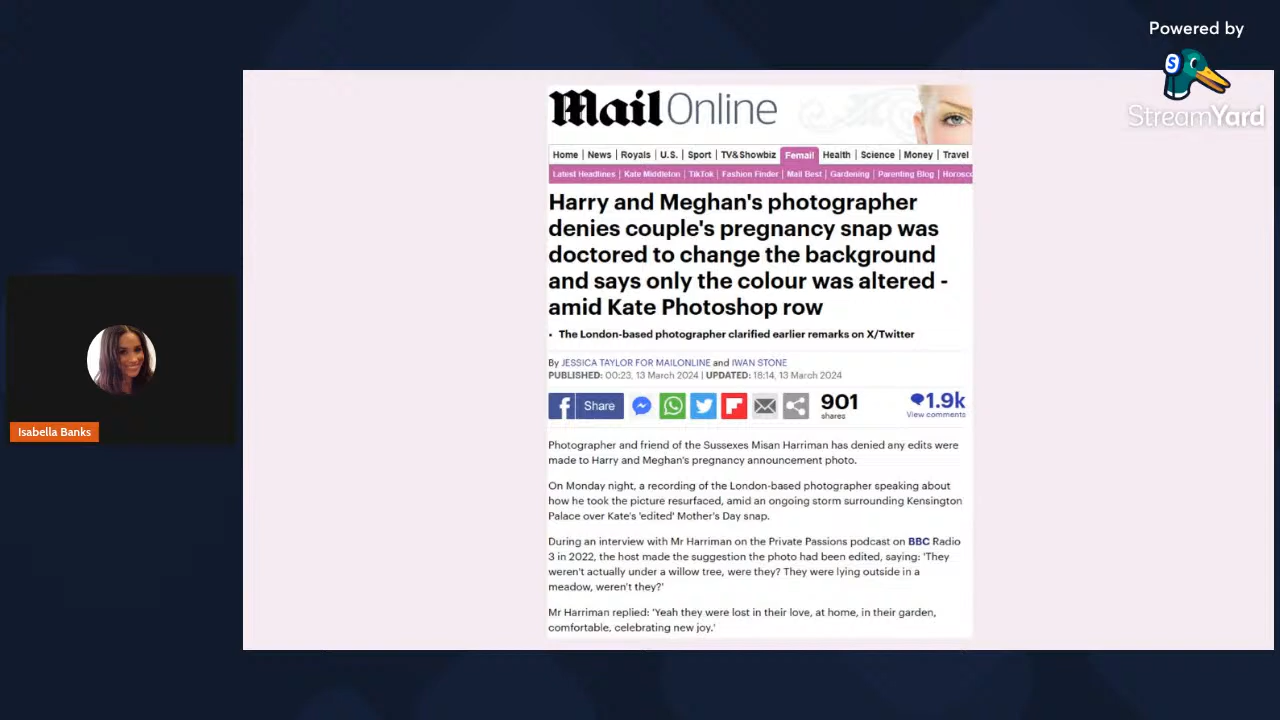 Powered by
S
StreamYard
Mail Online
Home | News | Royals | U.S. | Sport | TV&Showbiz | Femail | Health | Science | Money | Travel
Latest Headlines | Kate Middleton | TikTok | Fashion Finder | Mail Best | Gardening | Parenting Blog | Horosc
Harry and Meghan's photographer
denies couple's pregnancy snap was
doctored to change the background
and says only the colour was altered -
amid Kate Photoshop row
• The London-based photographer clarified earlier remarks on X/Twitter
By JESSICA TAYLOR FOR MAILONLINE and IWAN STONE
PUBLISHED: 00:23, 13 March 2024 | UPDATED: 18:14, 13 March 2024
f Share
901
shares
1.9k
View comments
Photographer and friend of the Sussexes Misan Harriman has denied any edits were
made to Harry and Meghan's pregnancy announcement photo.
On Monday night, a recording of the London-based photographer speaking about
how he took the picture resurfaced, amid an ongoing storm surrounding Kensington
Palace over Kate's 'edited' Mother's Day snap.
During an interview with Mr Harriman on the Private Passions podcast on BBC Radio
3 in 2022, the host made the suggestion the photo had been edited, saying: 'They
weren't actually under a willow tree, were they? They were lying outside in a
meadow, weren't they?'
Mr Harriman replied: 'Yeah they were lost in their love, at home, in their garden,
comfortable, celebrating new joy.'
Isabella Banks